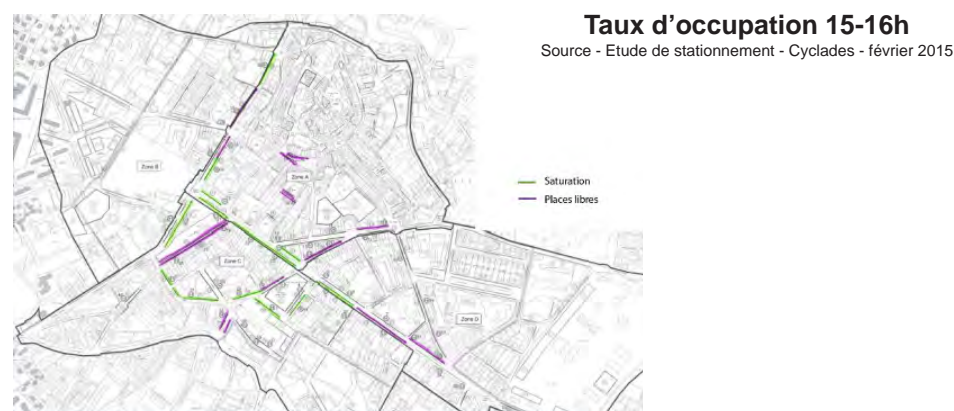 Taux d'occupation 15-16h
Source - Etude de stationnement - Cyclades - février 2015
Zone B
Zone A
Saturation
Places libres
Zone C
Zone D